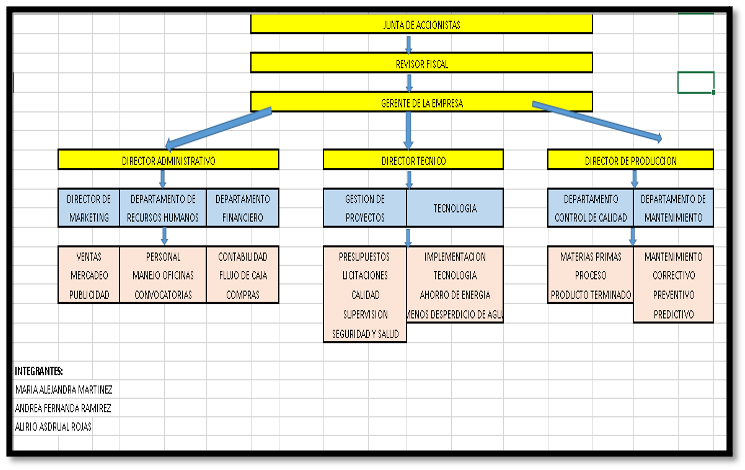 JUNTA DE ACCIONISTAS
REVISOR FISCAL
GERENTE DE LA EMPRESA
DIRECTOR ADMINISTRATIVO
DIRECTOR TECNICO
DIRECTOR DE PRODUCCION
DIRECTOR DE
MARKETING
DEPARTAMENTO DE
RECURSOS HUMANOS
DEPARTAMENTO
FINANCIERO
GESTION DE
PROYECTOS
TECNOLOGIA
DEPARTAMENTO
CONTROL DE CALIDAD
DEPARTAMENTO DE
MANTENIMIENTO
VENTAS
MERCADEO
PUBLICIDAD
PERSONAL
MANEJO OFICINAS
CONVOCATORIAS
CONTABILIDAD
FLUJO DE CAJA
COMPRAS
PRESUPUESTOS
LICITACIONES
CALIDAD
SUPERVISION
SEGURIDAD Y SALUD
IMPLEMENTACION
TECNOLOGIA
AHORRO DE ENERGIA
MENOS DESPERDICIO DE AGU
MATERIAS PRIMAS
PROCESO
PRODUCTO TERMINADO
MANTENIMIENTO
CORRECTIVO
PREVENTIVO
PREDICTIVO
INTEGRANTES:
MARIA ALEJANDRA MARTINEZ
ANDREA FERNANDA RAMIREZ
ALIRIO ASDRUAL ROJAS